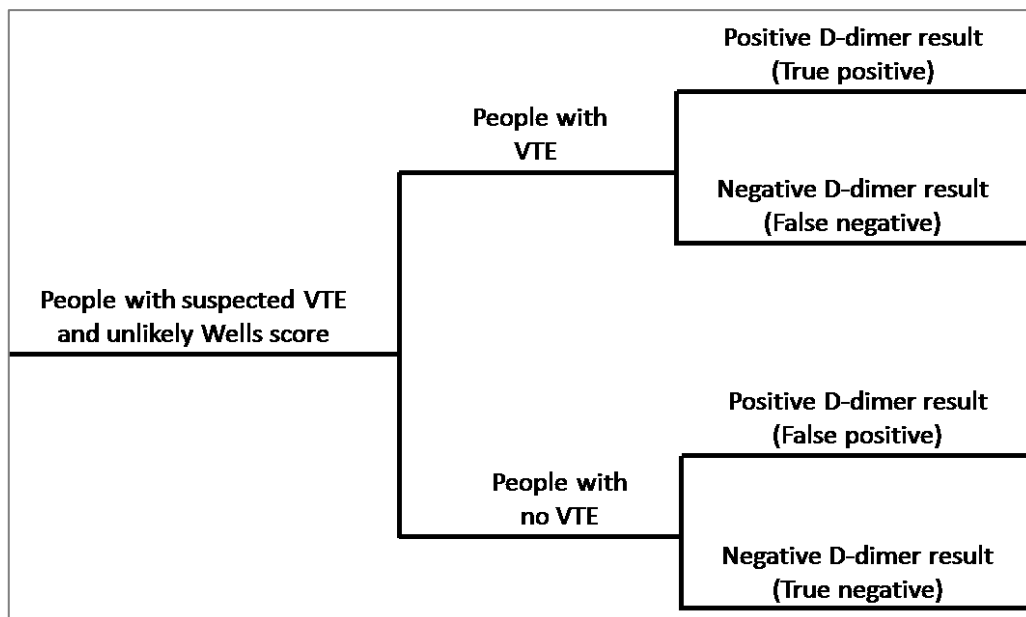 Positive D-dimer result
(True positive)
People with
VTE
Negative D-dimer result
(False negative)
People with suspected VTE
and unlikely Wells score
Positive D-dimer result
(False positive)
People with
no VTE
Negative D-dimer result
(True negative)